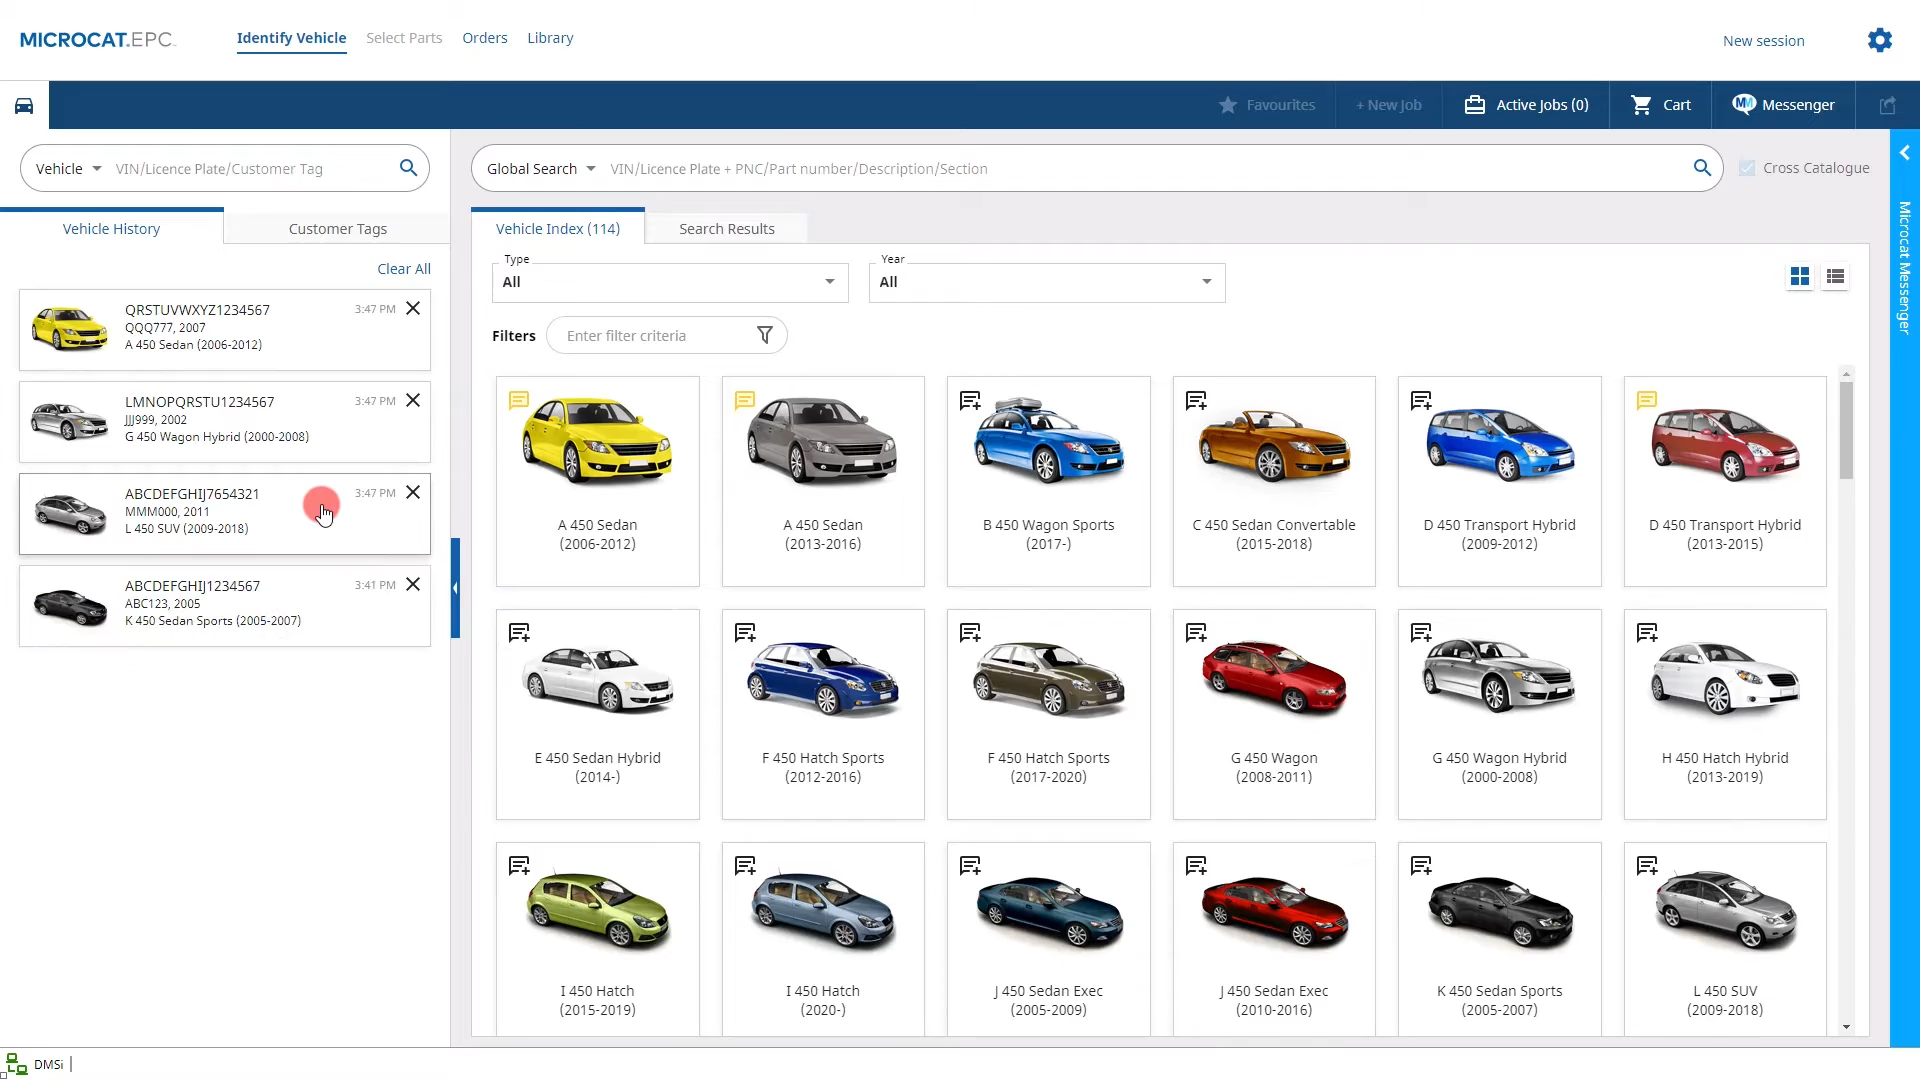 MICROCAT.EPC
Identify Vehicle
Select Parts
Orders
Library
New session
Favourites
+ New Job
Active Jobs (0)
Cart
Messenger
Vehicle
VIN/Licence Plate/Customer Tag
Global Search
VIN/Licence Plate + PNC/Part number/Description/Section
Cross Catalogue
Microcat Messenger
Vehicle History
Customer Tags
Clear All
QRSTUVWXYZ1234567
3:47 PM
QQQ777, 2007
A 450 Sedan (2006-2012)
LMNOPQRSTU1234567
3:47 PM
JJJ999, 2002
G 450 Wagon Hybrid (2000-2008)
ABCDEFGHIJ7654321
3:47 PM
MMM000, 2011
L 450 SUV (2009-2018)
ABCDEFGHIJ1234567
3:41 PM
ABC123, 2005
K 450 Sedan Sports (2005-2007)
Vehicle Index (114)
Search Results
Type
All
Year
All
Filters
Enter filter criteria
A 450 Sedan
(2006-2012)
A 450 Sedan
(2013-2016)
B 450 Wagon Sports
(2017-)
C 450 Sedan Convertable
(2015-2018)
D 450 Transport Hybrid
(2009-2012)
D 450 Transport Hybrid
(2013-2015)
E 450 Sedan Hybrid
(2014-)
F 450 Hatch Sports
(2012-2016)
F 450 Hatch Sports
(2017-2020)
G 450 Wagon
(2008-2011)
G 450 Wagon Hybrid
(2000-2008)
H 450 Hatch Hybrid
(2013-2019)
I 450 Hatch
(2015-2019)
I 450 Hatch
(2020-)
J 450 Sedan Exec
(2005-2009)
J 450 Sedan Exec
(2010-2016)
K 450 Sedan Sports
(2005-2007)
L 450 SUV
(2009-2018)
DMSi